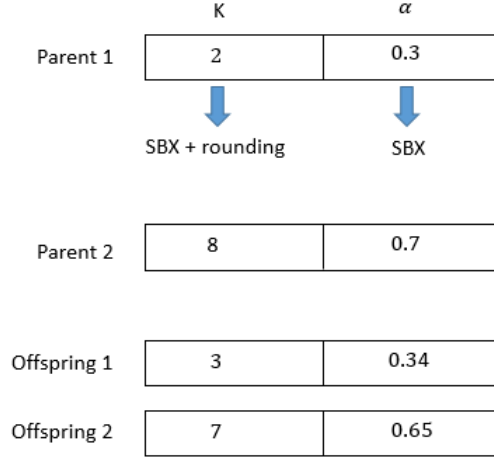 K α
Parent 1 2 0.3
SBX + rounding SBX
Parent 2 8 0.7
Offspring 1 3 0.34
Offspring 2 7 0.65